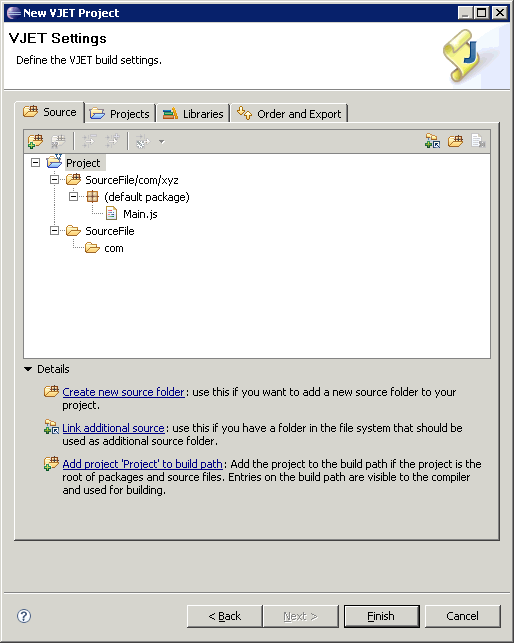 New VJET Project
VJET Settings
Define the VJET build settings.
Source
Projects
Libraries
Order and Export
Project
SourceFile/com/xyz
(default package)
Main.js
SourceFile
com
Details
Create new source folder: use this if you want to add a new source folder to your
project.
Link additional source: use this if you have a folder in the file system that should be
used as additional source folder.
Add project 'Project' to build path: Add the project to the build path if the project is the
root of packages and source files. Entries on the build path are visible to the compiler
and used for building.
< Back
Next >
Finish
Cancel